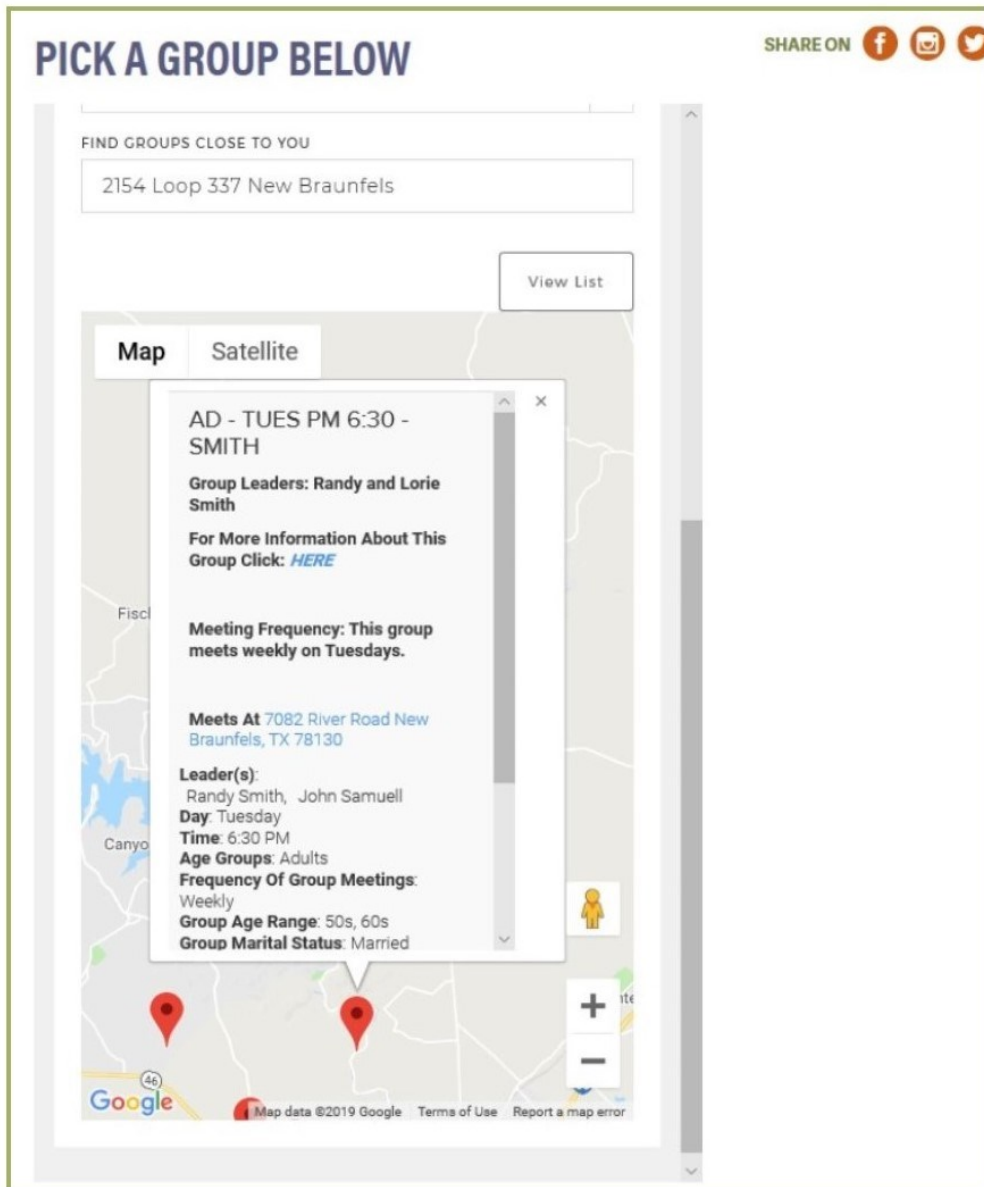 PICK A GROUP BELOW
SHARE ON
FIND GROUPS CLOSE TO YOU
2154 Loop 337 New Braunfels
View List
Map Satellite
AD - TUES PM 6:30 -
SMITH
Group Leaders: Randy and Lorie
Smith
For More Information About This
Group Click: HERE
Meeting Frequency: This group
meets weekly on Tuesdays.
Meets At 7082 River Road New
Braunfels, TX 78130
Leader(s):
Randy Smith, John Samuell
Day: Tuesday
Time: 6:30 PM
Age Groups: Adults
Frequency Of Group Meetings:
Weekly
Group Age Range: 50s, 60s
Group Marital Status: Married
Fisch
Canyo
46
Google
Map data ©2019 Google Terms of Use Report a map error